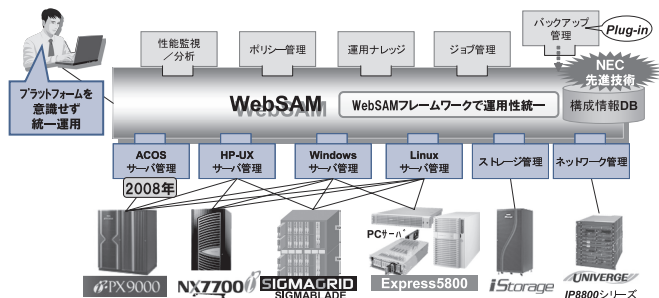 性能監視
／分析
ポリシー管理
運用ナレッジ
ジョブ管理
バックアップ
管理
Plug-in
プラットフォームを
意識せず
統一運用
WebSAM
WebSAMフレームワークで運用性統一
NEC
先進技術
構成情報DB
ACOS
サーバ管理
HP-UX
サーバ管理
Windows
サーバ管理
Linux
サーバ管理
ストレージ管理
ネットワーク管理
2008年
PCサーバ
i-PX9000
NX7700i
SIGMAGRID
SIGMABLADE
Express5800
iStorage
UNIVERGE
IP8800シリーズ